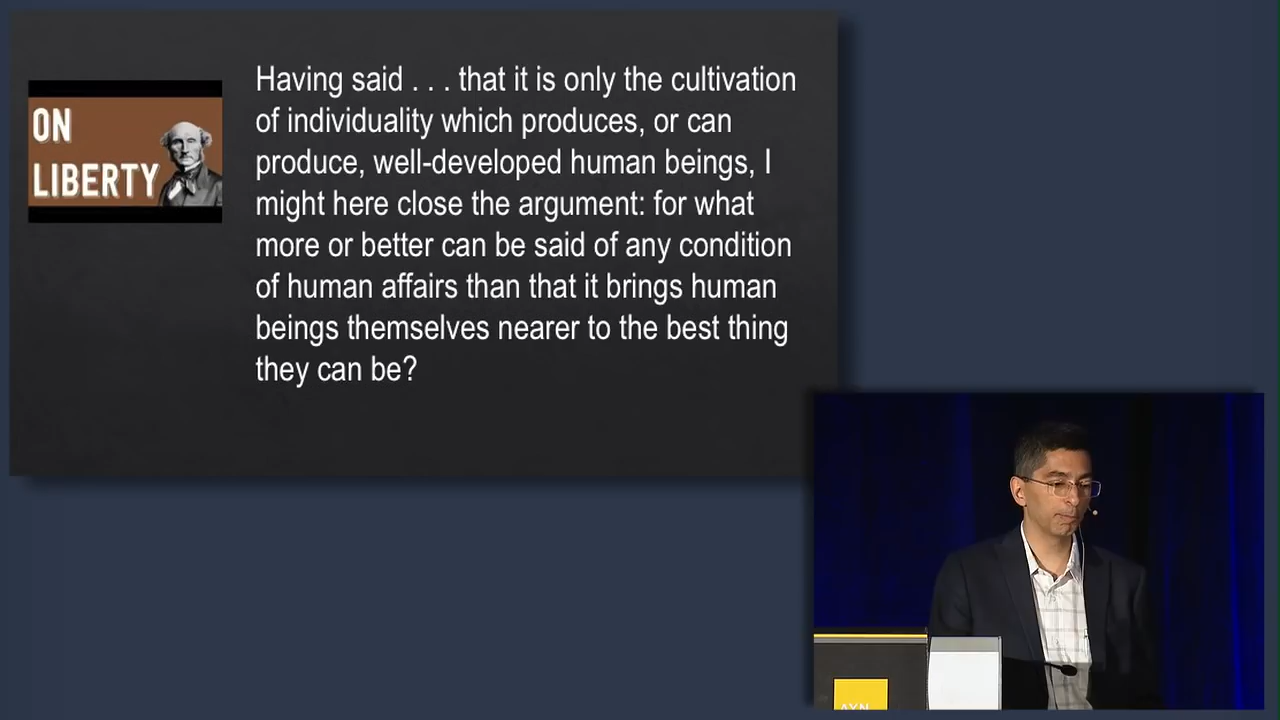 ON
LIBERTY
Having said . . . that it is only the cultivation
of individuality which produces, or can
produce, well-developed human beings, I
might here close the argument: for what
more or better can be said of any condition
of human affairs than that it brings human
beings themselves nearer to the best thing
they can be?
AYN